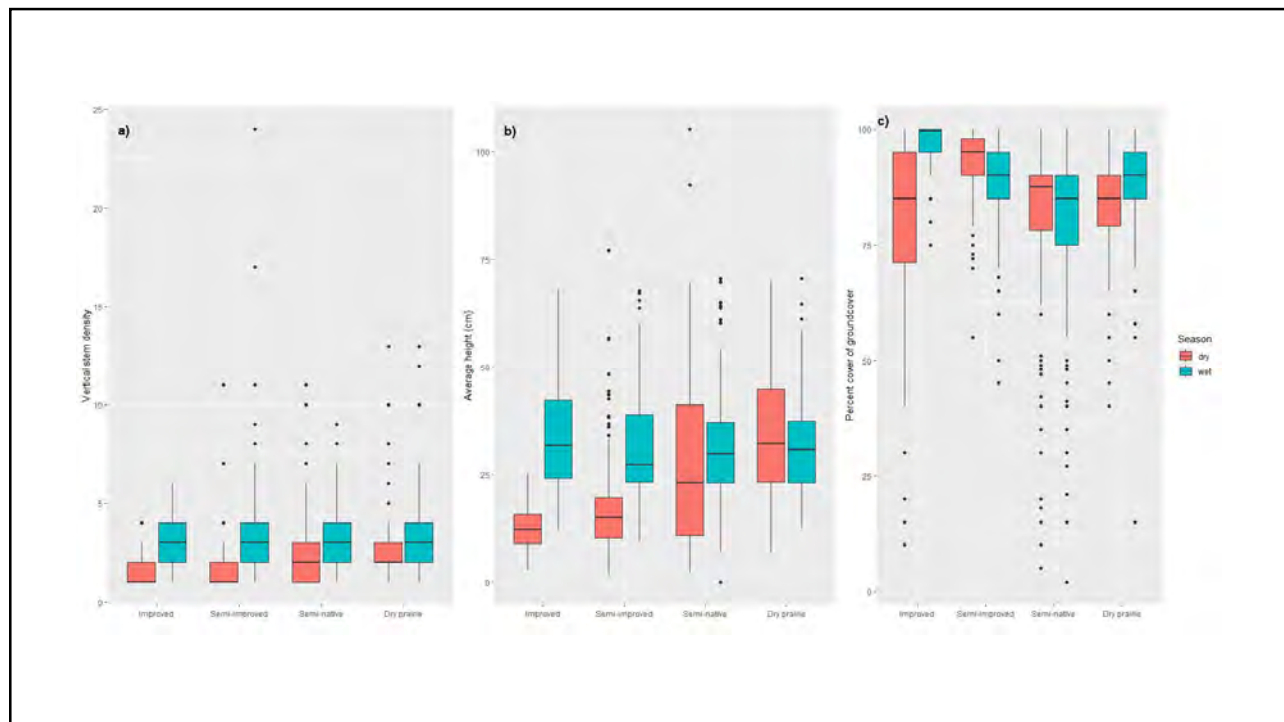 a)
Vertical stem density
25
20
15
10
5
0
Improved
Semi-improved
Semi-native
Dry prairie
b)
Average height (cm)
100
75
50
25
0
Improved
Semi-improved
Semi-native
Dry prairie
c)
Percent cover of groundcover
100
75
50
25
0
Improved
Semi-improved
Semi-native
Dry prairie
Season
dry
wet